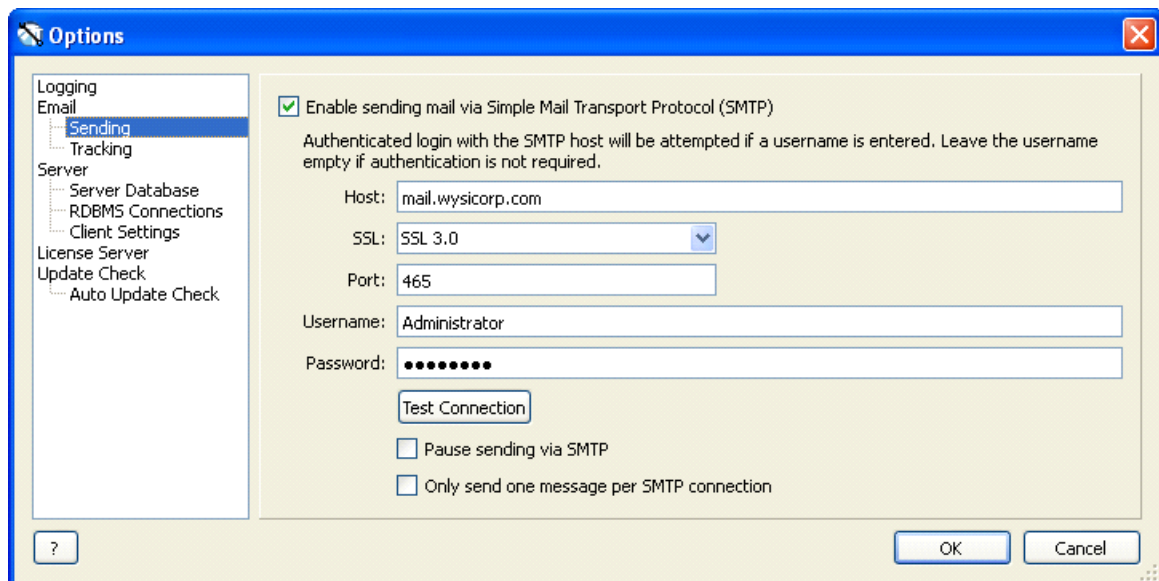 Options
Logging
Email
Sending
Tracking
Server
Server Database
RDBMS Connections
Client Settings
License Server
Update Check
Auto Update Check
Enable sending mail via Simple Mail Transport Protocol (SMTP)
Authenticated login with the SMTP host will be attempted if a username is entered. Leave the username
empty if authentication is not required.
Host: mail.wysicorp.com
SSL: SSL 3.0
Port: 465
Username: Administrator
Password: ●●●●●●●●
Test Connection
Pause sending via SMTP
Only send one message per SMTP connection
? OK Cancel